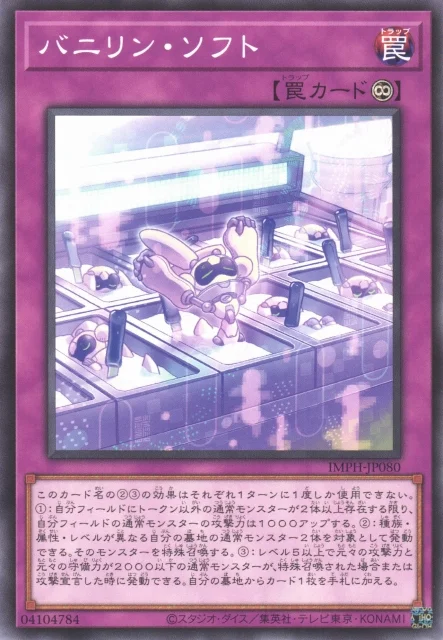 バニリン・ソフト
トラップ
罠
トラップ
【罠カード】
IMPH-JP080
このカード名の②③の効果はそれぞれ1ターンに1度しか使用できない。
①:自分フィールドにトークン以外の通常モンスターが2体以上存在する限り、
自分フィールドの通常モンスターの攻撃力は1000アップする。②:種族・
属性・レベルが異なる自分の墓地の通常モンスター2体を対象として発動
できる。そのモンスターを特殊召喚する。③:レベル5以上で元々の攻撃力と
元々の守備力が2000以下の通常モンスターが、特殊召喚された場合または
攻撃宣言した時に発動できる。自分の墓地からカード1枚を手札に加える。
04104784
©スタジオ・ダイス/集英社・テレビ東京・KONAMI